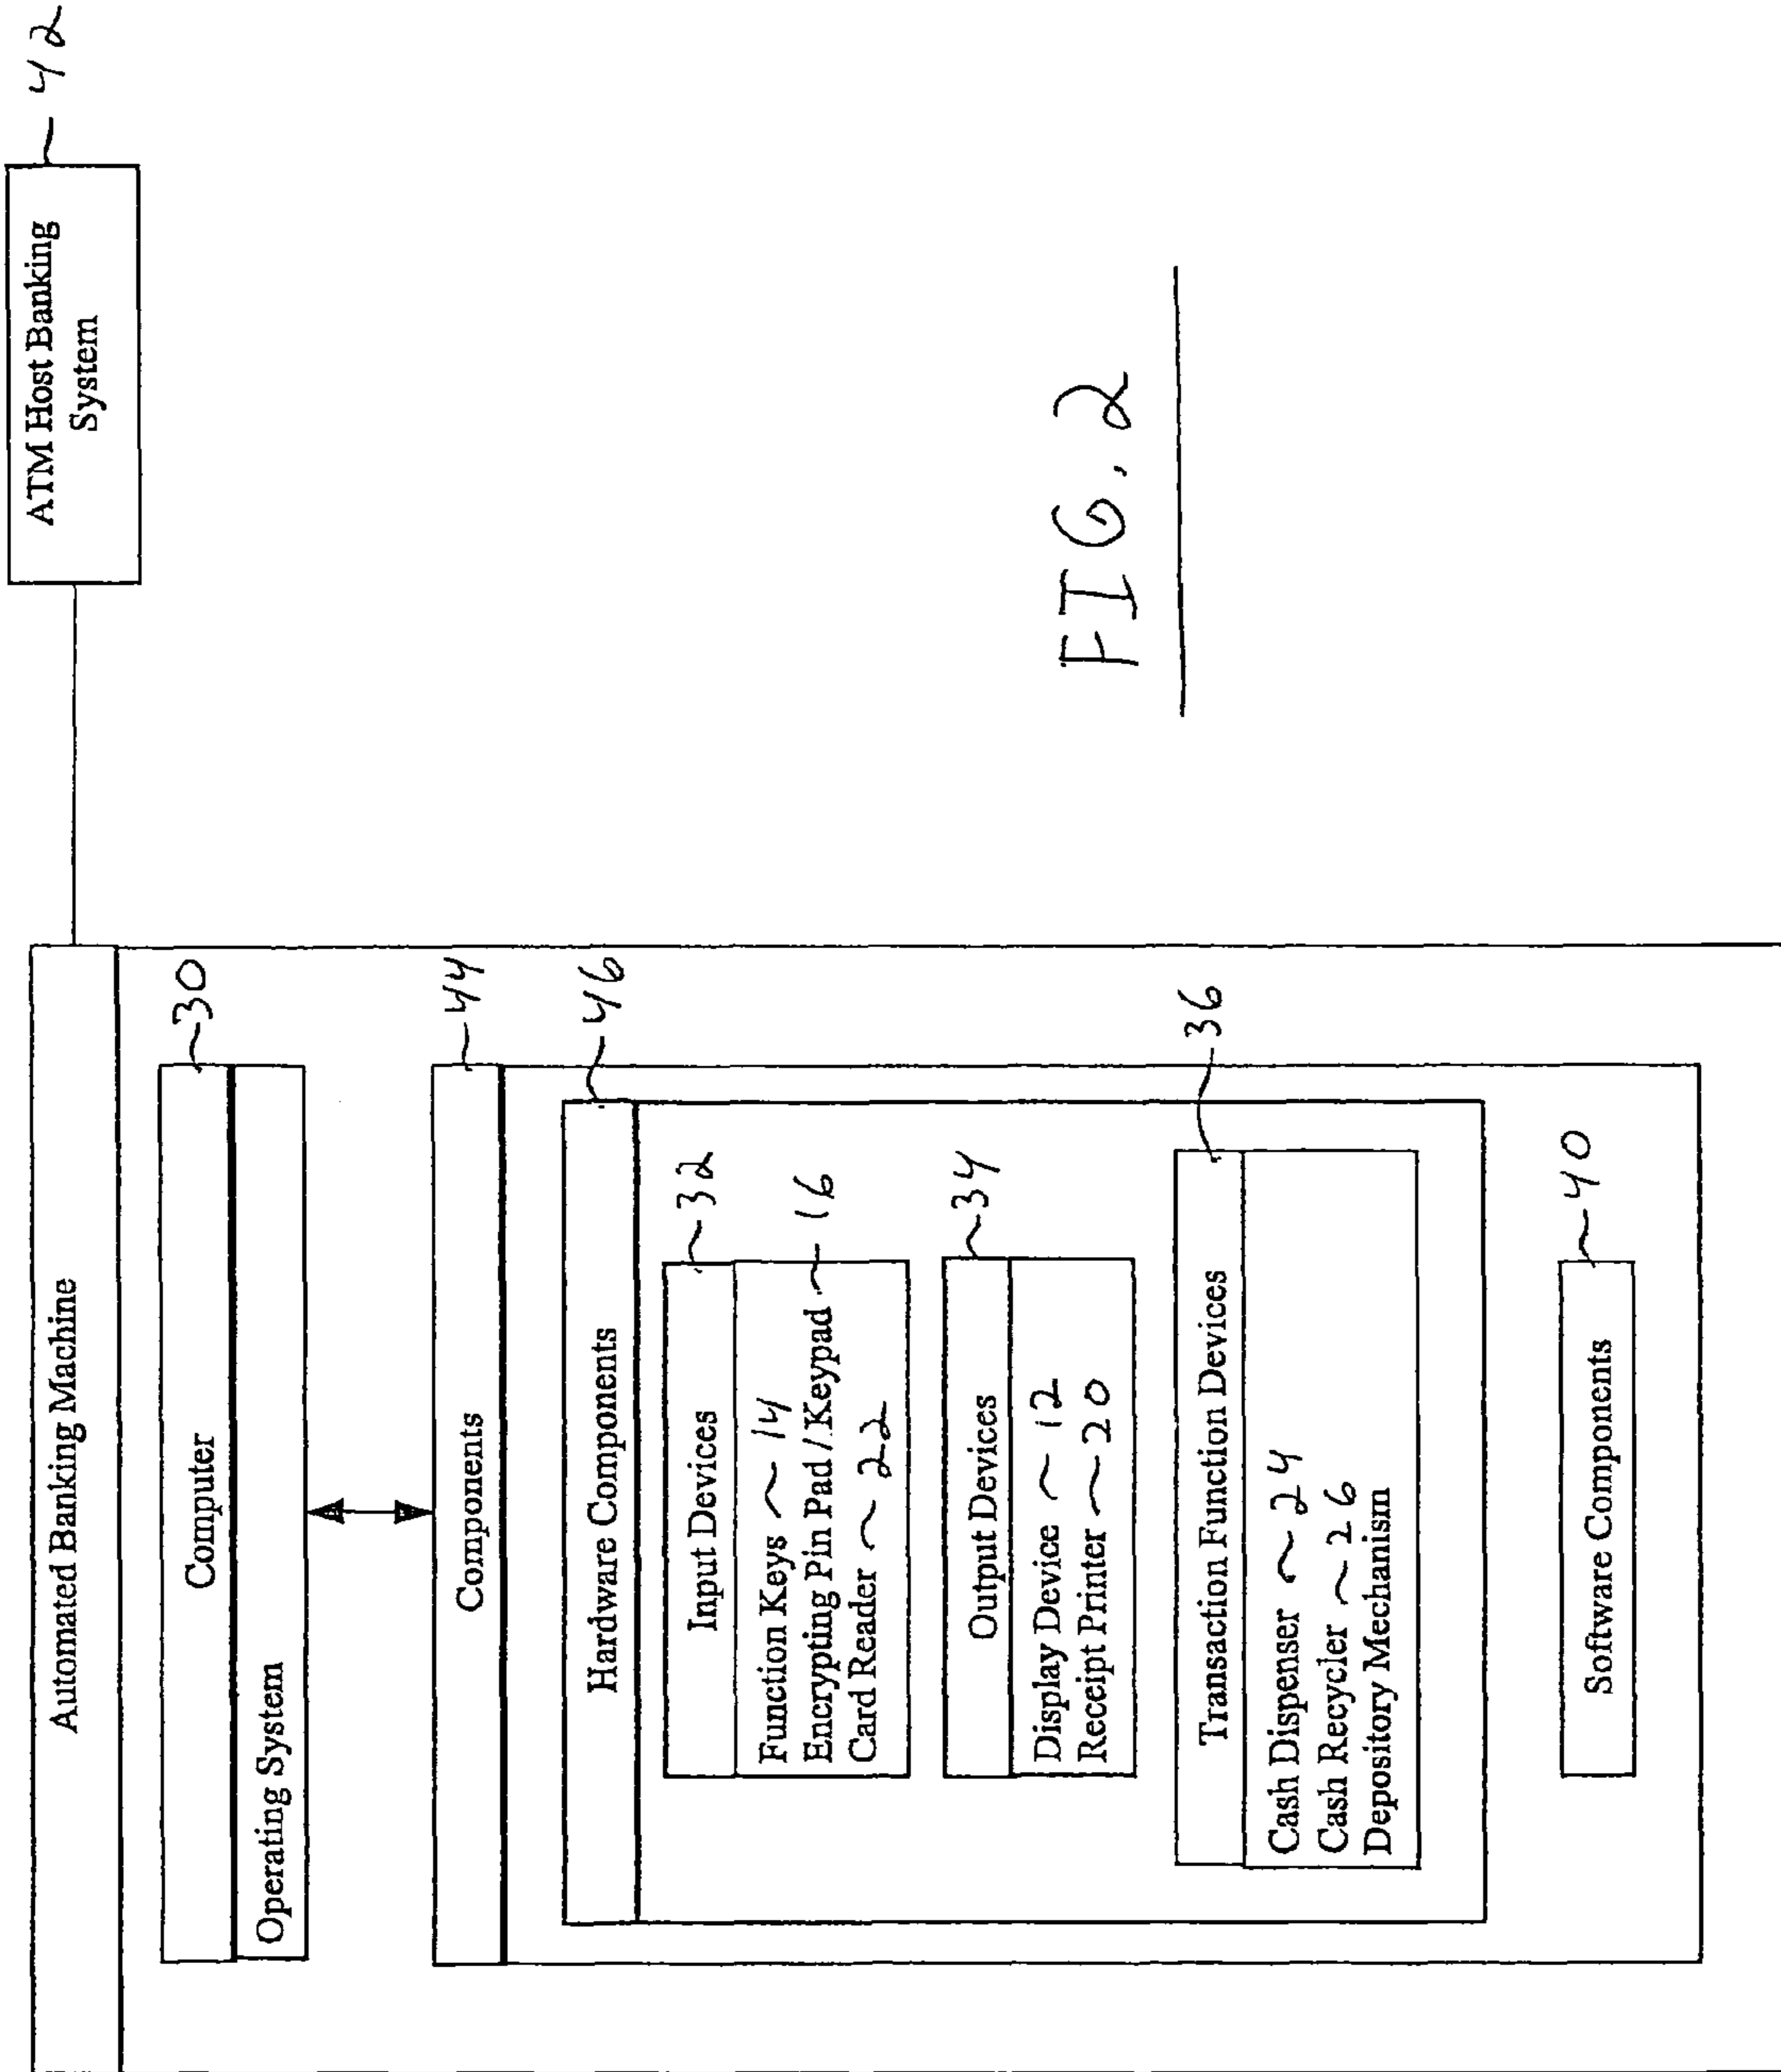 Automated Banking Machine
ATM Host Banking
System
42
Computer
30
Operating System
Components
44
Hardware Components
46
Input Devices
32
Function Keys ~ 14
Encrypting Pin Pad / Keypad 16
Card Reader ~ 22
Output Devices
34
Display Device ~ 12
Receipt Printer ~ 20
Transaction Function Devices
36
Cash Dispenser ~ 24
Cash Recycler ~ 26
Depository Mechanism
Software Components
40
FIG. 2